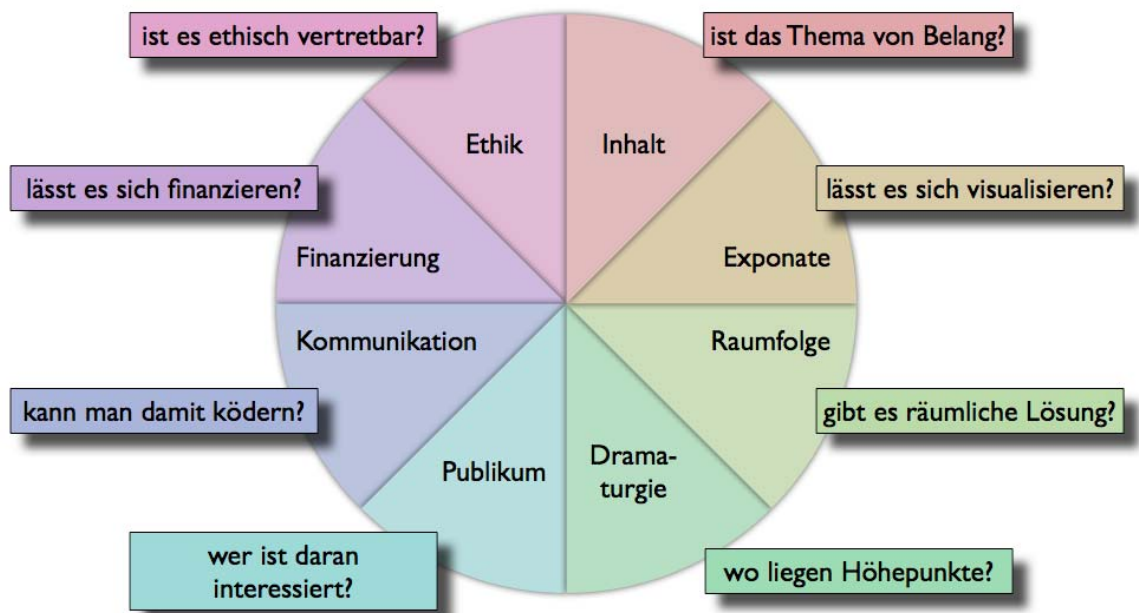 ist es ethisch vertretbar?
ist das Thema von Belang?
Ethik
Inhalt
lässt es sich finanzieren?
lässt es sich visualisieren?
Finanzierung
Exponate
Kommunikation
Raumfolge
kann man damit ködern?
gibt es räumliche Lösung?
Publikum
Drama-
turgie
wer ist daran
interessiert?
wo liegen Höhepunkte?